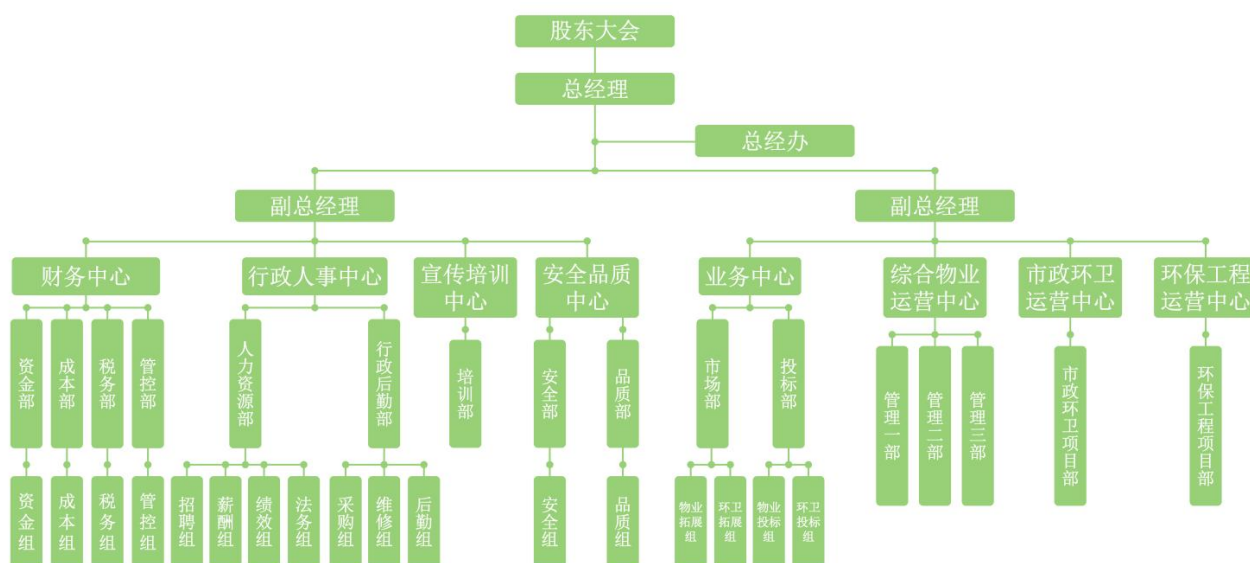 股东大会
总经理
总经办
副总经理
副总经理
财务中心
行政人事中心
宣传培训
中心
安全品质
中心
业务中心
综合物业
运营中心
市政环卫
运营中心
环保工程
运营中心
资金部
成本部
税务部
管控部
人力资源部
行政后勤部
培训部
安全部
品质部
市场部
投标部
管理一部
管理二部
管理三部
市政环卫项目部
环保工程项目部
资金组
成本组
税务组
管控组
招聘组
薪酬组
绩效组
法务组
采购组
维修组
后勤组
安全组
品质组
物业
拓展
组
环卫
拓展
组
物业
投标
组
环卫
投标
组